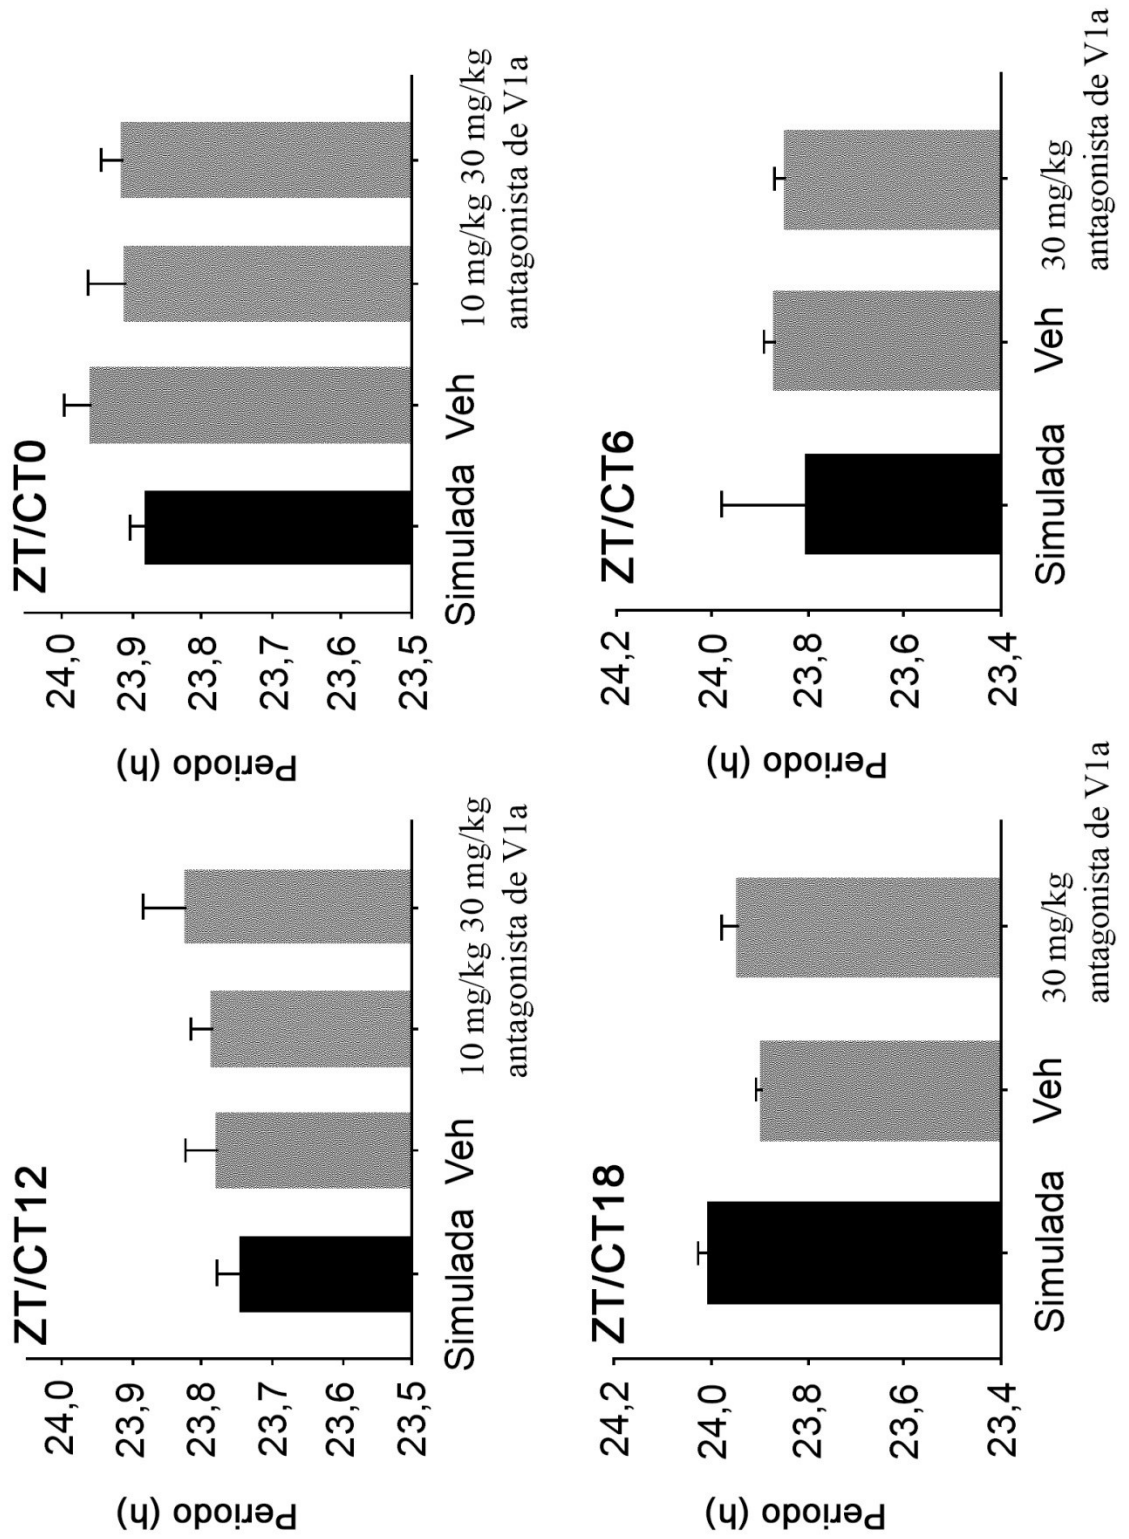 ZT/CT12
Periodo (h)
24,0
23,9
23,8
23,7
23,6
23,5
Simulada Veh 10 mg/kg 30 mg/kg
antagonista de V1a
ZT/CT0
Periodo (h)
24,0
23,9
23,8
23,7
23,6
23,5
Simulada Veh 10 mg/kg 30 mg/kg
antagonista de V1a
ZT/CT18
Periodo (h)
24,2
24,0
23,8
23,6
23,4
Simulada Veh 30 mg/kg
antagonista de V1a
ZT/CT6
Periodo (h)
24,2
24,0
23,8
23,6
23,4
Simulada Veh 30 mg/kg
antagonista de V1a